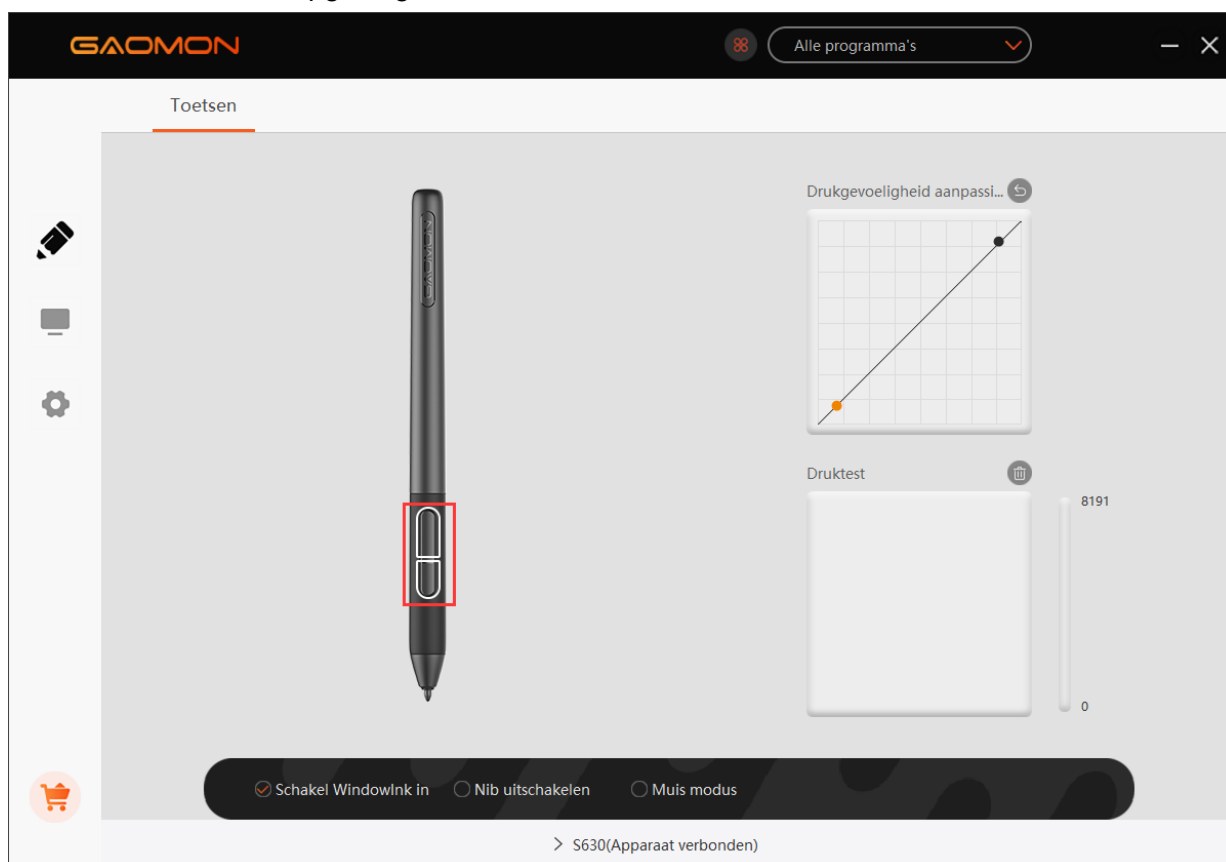 GAOMON
Alle programma's
Toetsen
Drukgevoeligheid aanpassi...
GAOMON
Druktest
8191
0
Schakel WindowInk in
Nib uitschakelen
Muis modus
S630(Apparaat verbonden)